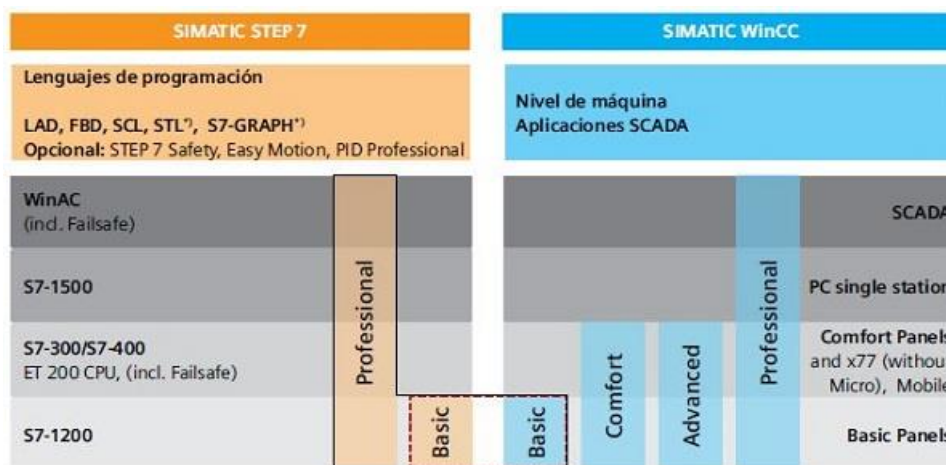 SIMATIC STEP 7
Lenguajes de programación
LAD, FBD, SCL, STL*), S7-GRAPH*)
Opcional: STEP 7 Safety, Easy Motion, PID Professional
WinAC
(incl. Failsafe)
S7-1500
S7-300/S7-400
ET 200 CPU, (incl. Failsafe)
S7-1200
Professional
Basic
SIMATIC WinCC
Nivel de máquina
Aplicaciones SCADA
Basic
Comfort
Advanced
Professional
SCADA
PC single station
Comfort Panels
and x77 (without
Micro), Mobile
Basic Panels